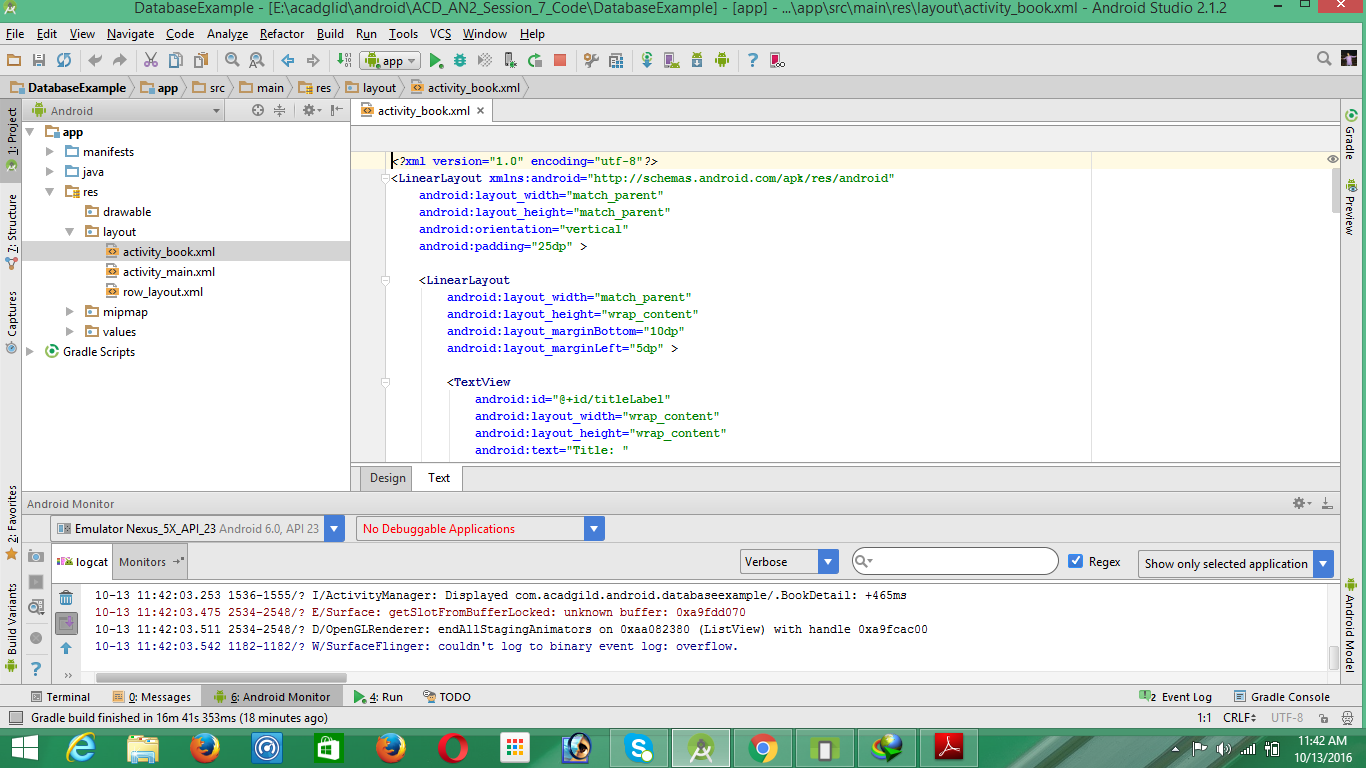 DatabaseExample - [E:\acadglid\android\ACD_AN2_Session_7_Code\DatabaseExample] - [app] - ...\app\src\main\res\layout\activity_book.xml - Android Studio 2.1.2
File Edit View Navigate Code Analyze Refactor Build Run Tools VCS Window Help
app
DatabaseExample app src main res layout activity_book.xml
1: Project
7: Structure
Captures
2: Favorites
Build Variants
Android
app
manifests
java
res
drawable
layout
activity_book.xml
activity_main.xml
row_layout.xml
mipmap
values
Gradle Scripts
activity_book.xml
<?xml version="1.0" encoding="utf-8"?>
<LinearLayout xmlns:android="http://schemas.android.com/apk/res/android"
android:layout_width="match_parent"
android:layout_height="match_parent"
android:orientation="vertical"
android:padding="25dp" >
<LinearLayout
android:layout_width="match_parent"
android:layout_height="wrap_content"
android:layout_marginBottom="10dp"
android:layout_marginLeft="5dp" >
<TextView
android:id="@+id/titleLabel"
android:layout_width="wrap_content"
android:layout_height="wrap_content"
android:text="Title: "
Design Text
Gradle
Preview
Android Model
Android Monitor
Emulator Nexus_5X_API_23 Android 6.0, API 23 No Debuggable Applications
logcat Monitors Verbose Regex Show only selected application
10-13 11:42:03.253 1536-1555/? I/ActivityManager: Displayed com.acadgild.android.databaseexample/.BookDetail: +465ms
10-13 11:42:03.475 2534-2548/? E/Surface: getSlotFromBufferLocked: unknown buffer: 0xa9fdd070
10-13 11:42:03.511 2534-2548/? D/OpenGLRenderer: endAllStagingAnimators on 0xaa082380 (ListView) with handle 0xa9fcac00
10-13 11:42:03.542 1182-1182/? W/SurfaceFlinger: couldn't log to binary event log: overflow.
Terminal 0: Messages 6: Android Monitor 4: Run TODO 2 Event Log Gradle Console
Gradle build finished in 16m 41s 353ms (18 minutes ago) 1:1 CRLF UTF-8
11:42 AM
10/13/2016